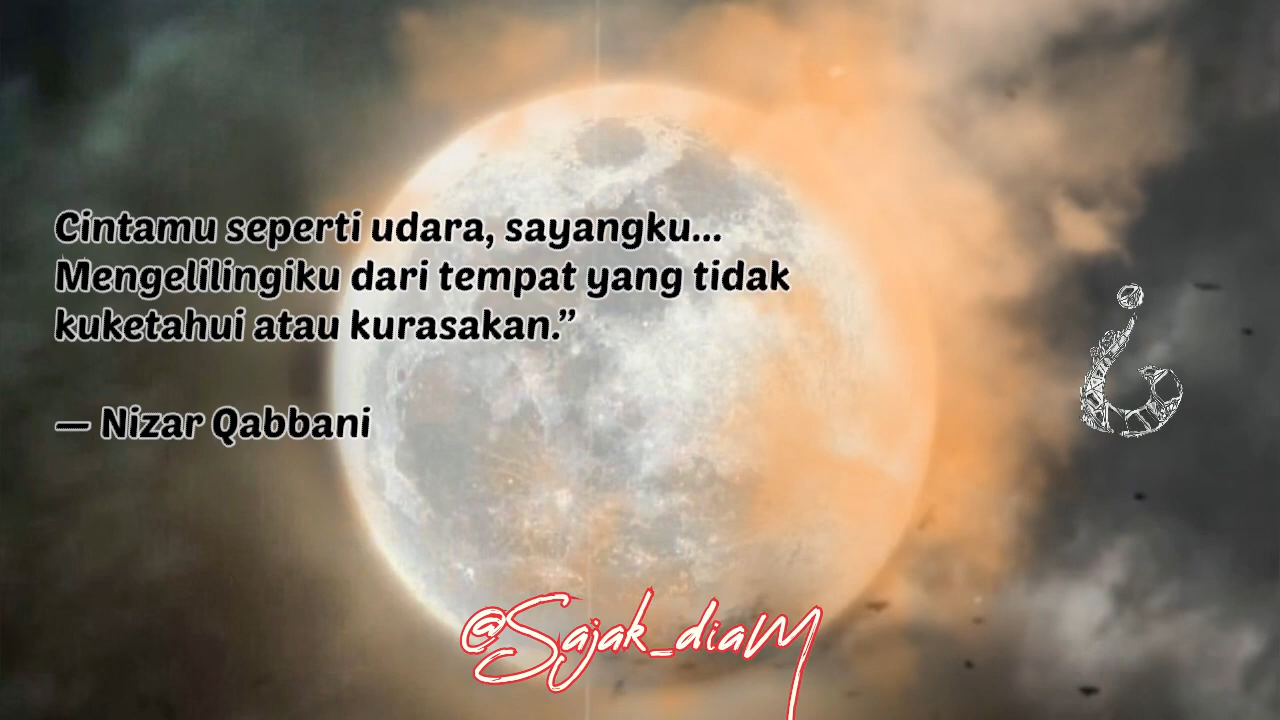 Cintamu seperti udara, sayangku...
Mengelilingiku dari tempat yang tidak
kuketahui atau kurasakan.”
— Nizar Qabbani
¿
@Sajak_diaM